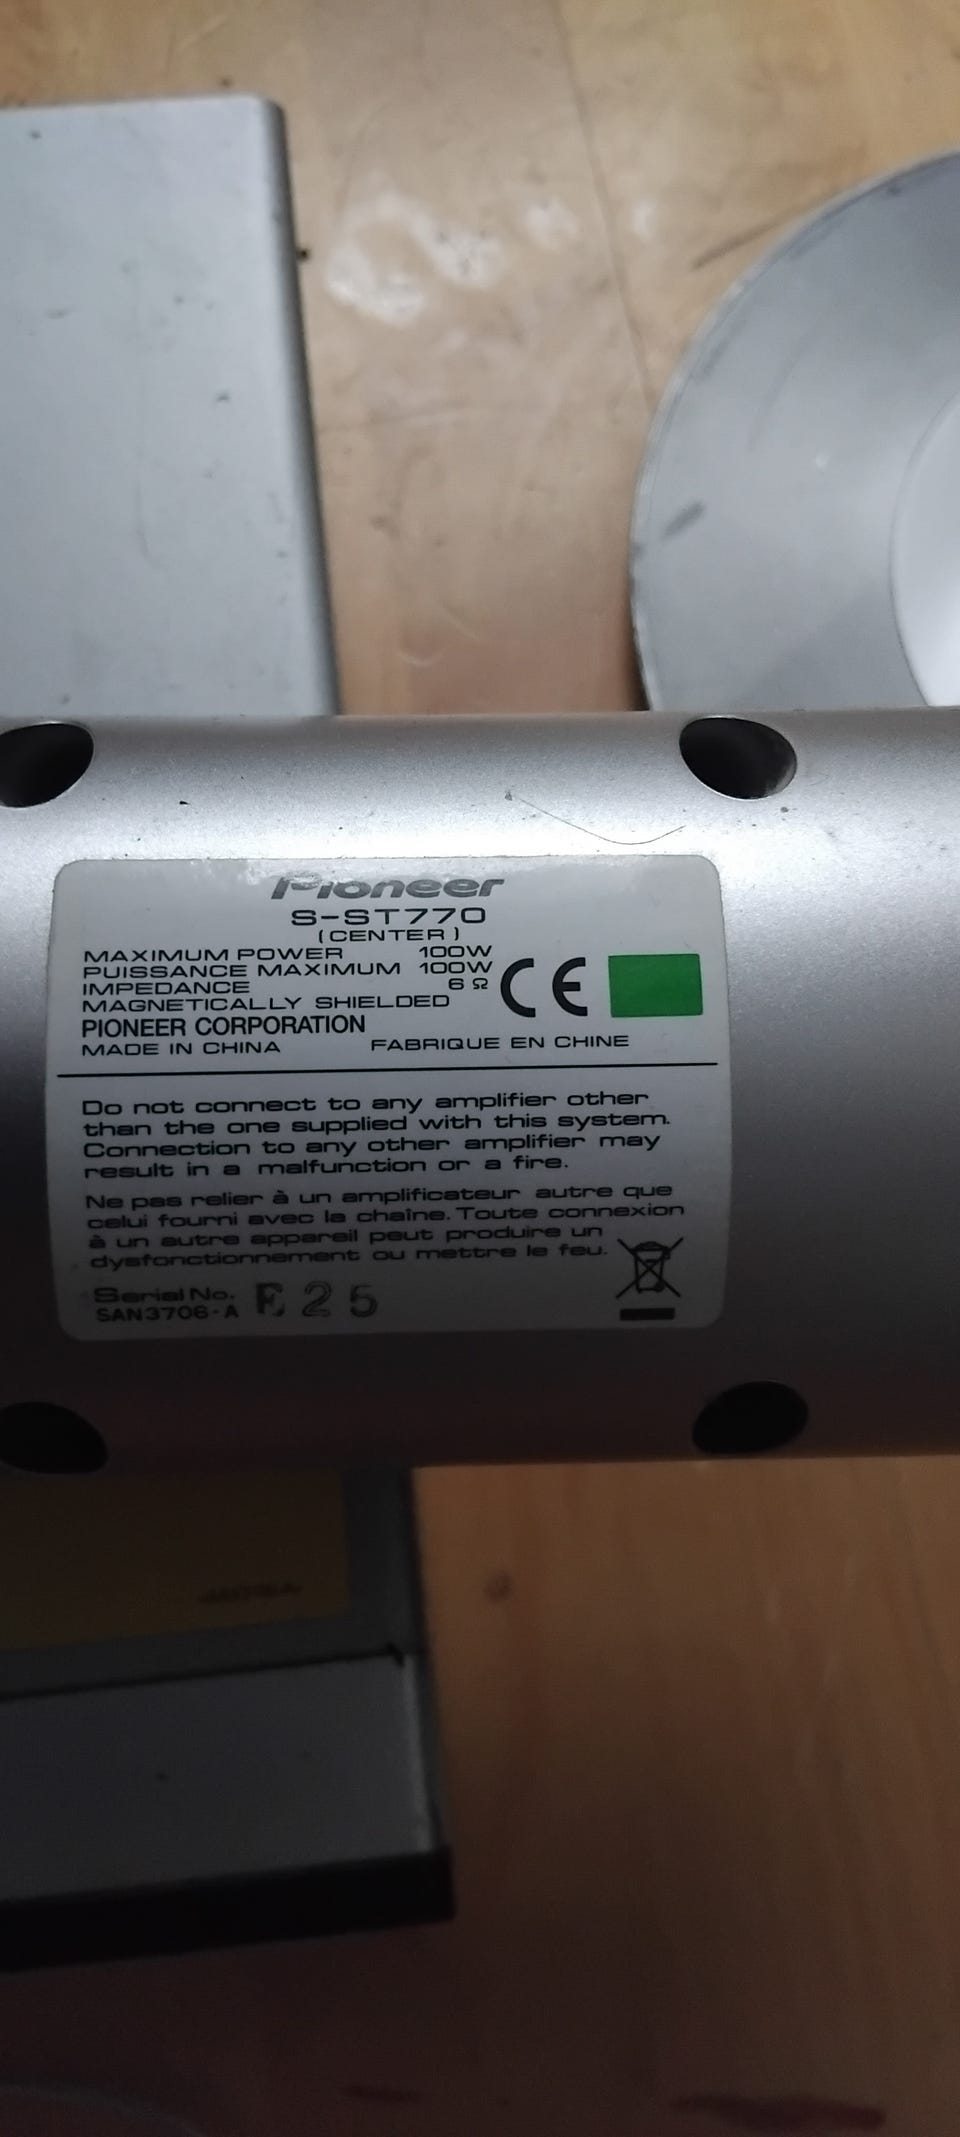 Pioneer
S-ST770
(CENTER)
MAXIMUM POWER 100W
PUISSANCE MAXIMUM 100W
IMPEDANCE 6 Ω
MAGNETICALLY SHIELDED
PIONEER CORPORATION
MADE IN CHINA FABRIQUE EN CHINE
CE
Do not connect to any amplifier other
than the one supplied with this system.
Connection to any other amplifier may
result in a malfunction or a fire.
Ne pas relier à un amplificateur autre que
celui fourni avec la chaîne. Toute connexion
à un autre appareil peut produire un
dysfonctionnement ou mettre le feu.
Serial No. E25
SAN3706-A